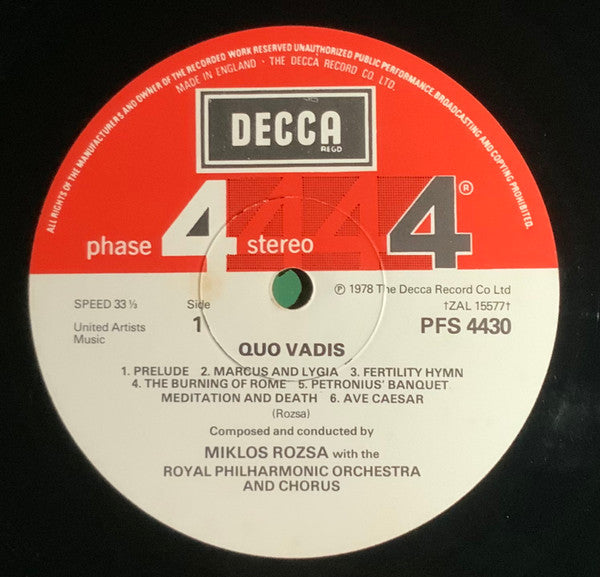 ALL RIGHTS OF THE MANUFACTURERS AND OWNER OF THE RECORDED WORK RESERVED UNAUTHORIZED PUBLIC PERFORMANCE BROADCASTING AND COPYING PROHIBITED.
MADE IN ENGLAND · THE DECCA RECORD CO. LTD.
DECCA
REGD
phase 4 stereo 4 4 4®
℗ 1978 The Decca Record Co Ltd
SPEED 33⅓ Side †ZAL 15577†
United Artists 1 PFS 4430
Music
QUO VADIS
1. PRELUDE 2. MARCUS AND LYGIA 3. FERTILITY HYMN
4. THE BURNING OF ROME 5. PETRONIUS' BANQUET
MEDITATION AND DEATH 6. AVE CAESAR
(Rozsa)
Composed and conducted by
MIKLOS ROZSA with the
ROYAL PHILHARMONIC ORCHESTRA
AND CHORUS